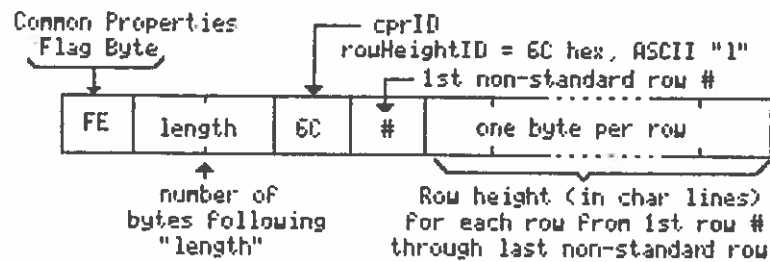 Common Properties
Flag Byte
cprID
rowHeightID = 6C hex, ASCII "l"
1st non-standard row #
FE
length
6C
#
one byte per row
number of
bytes following
"length"
Row height (in char lines)
for each row from 1st row #
through last non-standard row